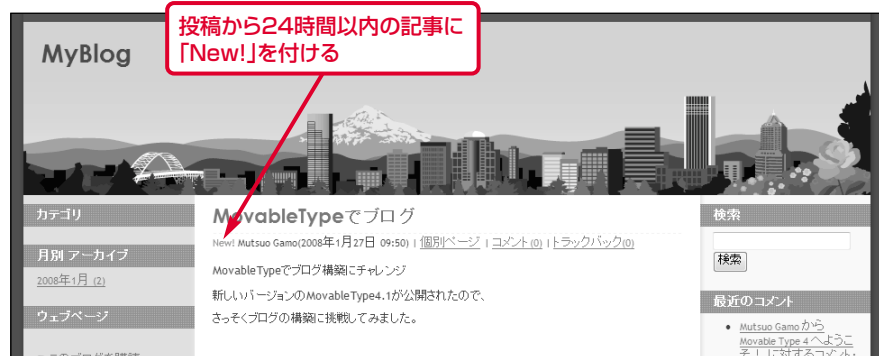 投稿から24時間以内の記事に
「New!」を付ける
MyBlog
カテゴリ
月別 アーカイブ
2008年1月 (2)
ウェブページ
MovableTypeでブログ
New! Mutsuo Gamo(2008年1月27日 09:50) | 個別ページ | コメント(0) | トラックバック(0)
MovableTypeでブログ構築にチャレンジ
新しいバージョンのMovableType4.1が公開されたので、
さっそくブログの構築に挑戦してみました。
検索
検索
最近のコメント
Mutsuo Gamo から
Movable Type 4 へようこ
そ！ に対するコメント: